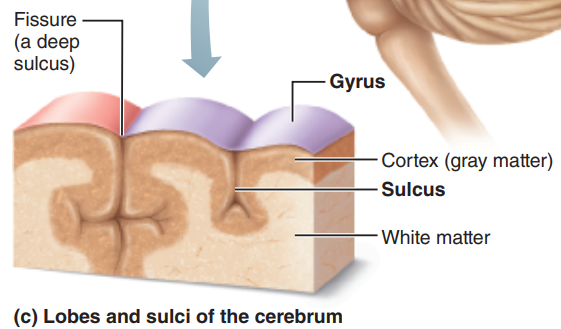 Fissure
(a deep
sulcus)
Gyrus
Cortex (gray matter)
Sulcus
White matter
(c) Lobes and sulci of the cerebrum